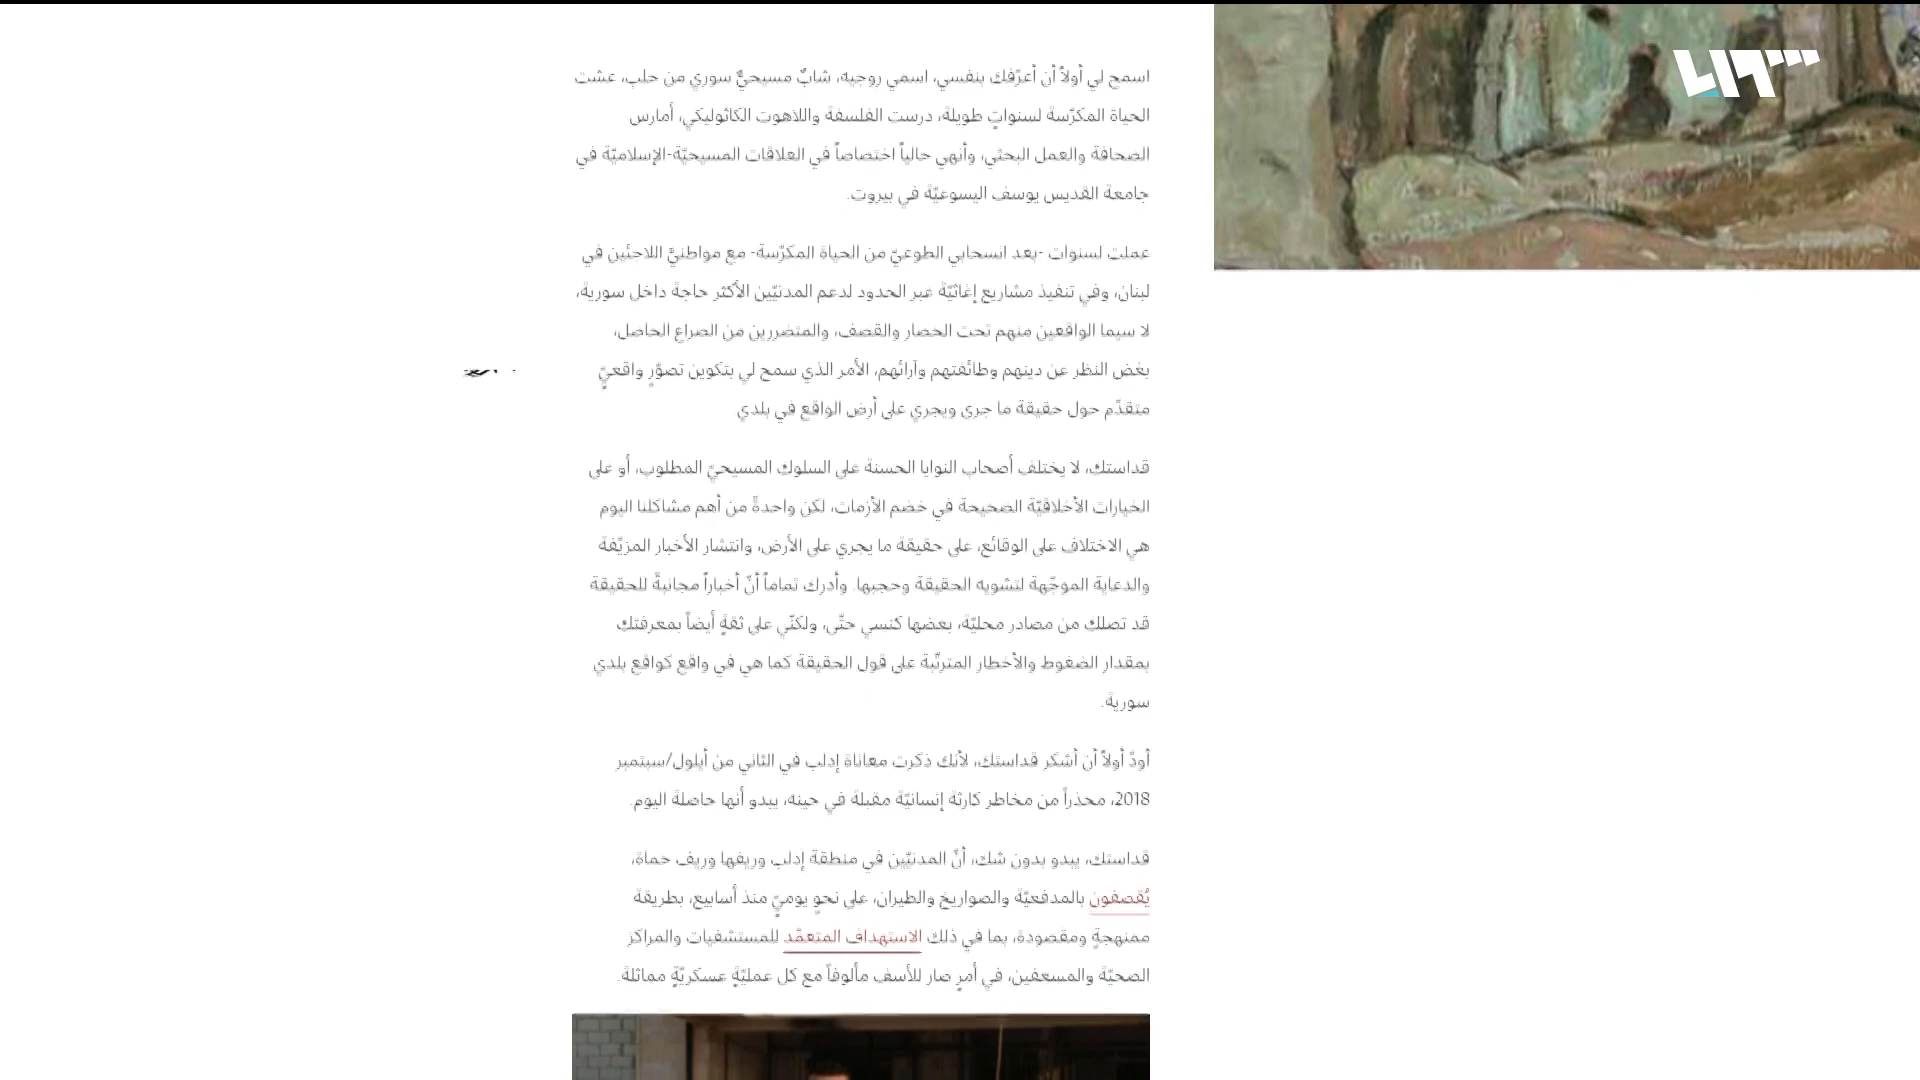 اسمح لي أولاً أن أعرّفك بنفسي، اسمي روجيه، شابٌ مسيحيٌّ سوري من حلب، عشت
الحياة المكرّسة لسنواتٍ طويلة، درست الفلسفة واللاهوت الكاثوليكي، أمارس
الصحافة والعمل البحثي، وأنهي حالياً اختصاصاً في العلاقات المسيحيّة-الإسلاميّة في
جامعة القديس يوسف اليسوعيّة في بيروت.
عملت لسنوات -بعد انسحابي الطوعيّ من الحياة المكرّسة- مع مواطنيَّ اللاجئين في
لبنان، وفي تنفيذ مشاريع إغاثيّة عبر الحدود لدعم المدنيّين الأكثر حاجة داخل سورية،
لا سيما الواقعين منهم تحت الحصار والقصف، والمتضررين من الصراع الحاصل،
بغض النظر عن دينهم وطائفتهم وآرائهم، الأمر الذي سمح لي بتكوين تصوّرٍ واقعيٍّ
متقدّم حول حقيقة ما جرى ويجري على أرض الواقع في بلدي
قداستك، لا يختلف أصحاب النوايا الحسنة على السلوك المسيحيّ المطلوب، أو على
الخيارات الأخلاقيّة الصحيحة في خضم الأزمات، لكن واحدةً من أهم مشاكلنا اليوم
هي الاختلاف على الوقائع، على حقيقة ما يجري على الأرض، وانتشار الأخبار المزيّفة
والدعاية الموجّهة لتشويه الحقيقة وحجبها. وأدرك تماماً أنّ أخباراً مجانبةً للحقيقة
قد تصلك من مصادر محليّة، بعضها كنسي حتّى، ولكنّي على ثقةٍ أيضاً بمعرفتك
بمقدار الضغوط والأخطار المترتّبة على قول الحقيقة كما هي في واقع كواقع بلدي
سورية.
أودّ أولاً أن أشكر قداستك، لأنك ذكرت معاناة إدلب في الثاني من أيلول/سبتمبر
2018، محذراً من مخاطر كارثة إنسانيّة مقبلة في حينه، يبدو أنها حاصلة اليوم.
قداستك، يبدو بدون شك، أنّ المدنيّين في منطقة إدلب وريفها وريف حماة،
يُقصفون بالمدفعيّة والصواريخ والطيران، على نحوٍ يوميٍّ منذ أسابيع، بطريقة
ممنهجةٍ ومقصودة، بما في ذلك الاستهداف المتعمّد للمستشفيات والمراكز
الصحيّة والمسعفين، في أمرٍ صار للأسف مألوفاً مع كل عمليّةٍ عسكريّةٍ مماثلة.